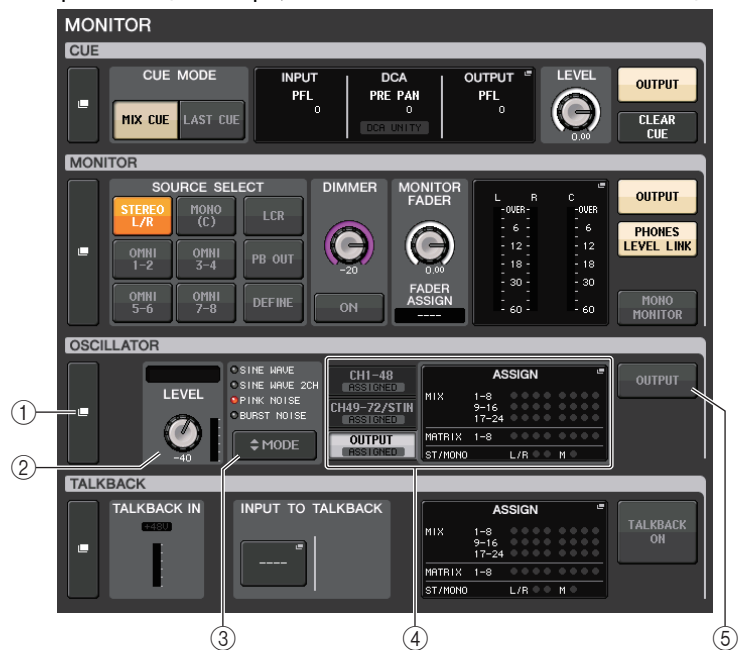 MONITOR
CUE
CUE MODE
MIX CUE
LAST CUE
INPUT
PFL
0
DCA
PRE PAN
0
DCA UNITY
OUTPUT
PFL
0
LEVEL
0.00
OUTPUT
CLEAR
CUE
MONITOR
SOURCE SELECT
STEREO
L/R
MONO
(C)
LCR
OMNI
1-2
OMNI
3-4
PB OUT
OMNI
5-6
OMNI
7-8
DEFINE
DIMMER
-20
ON
MONITOR
FADER
0.00
FADER
ASSIGN
----
L R C
-OVER- -OVER
- 6 - - 6
- 12 - - 12
- 18 - - 18
- 30 - - 30
- 60 - - 60
OUTPUT
PHONES
LEVEL LINK
MONO
MONITOR
OSCILLATOR
LEVEL
-40
SINE WAVE
SINE WAVE 2CH
PINK NOISE
BURST NOISE
MODE
CH1-48
ASSIGNED
CH49-72/STIN
ASSIGNED
OUTPUT
ASSIGNED
ASSIGN
MIX 1-8
9-16
17-24
MATRIX 1-8
ST/MONO L/R M
OUTPUT
TALKBACK
TALKBACK IN
+48V
INPUT TO TALKBACK
----
ASSIGN
MIX 1-8
9-16
17-24
MATRIX 1-8
ST/MONO L/R M
TALKBACK
ON
1
2
3
4
5